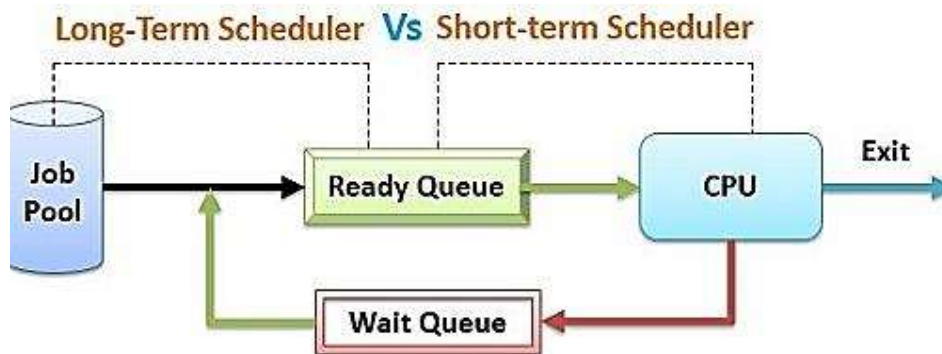 Long-Term Scheduler Vs Short-term Scheduler
Job
Pool
Ready Queue
CPU
Exit
Wait Queue